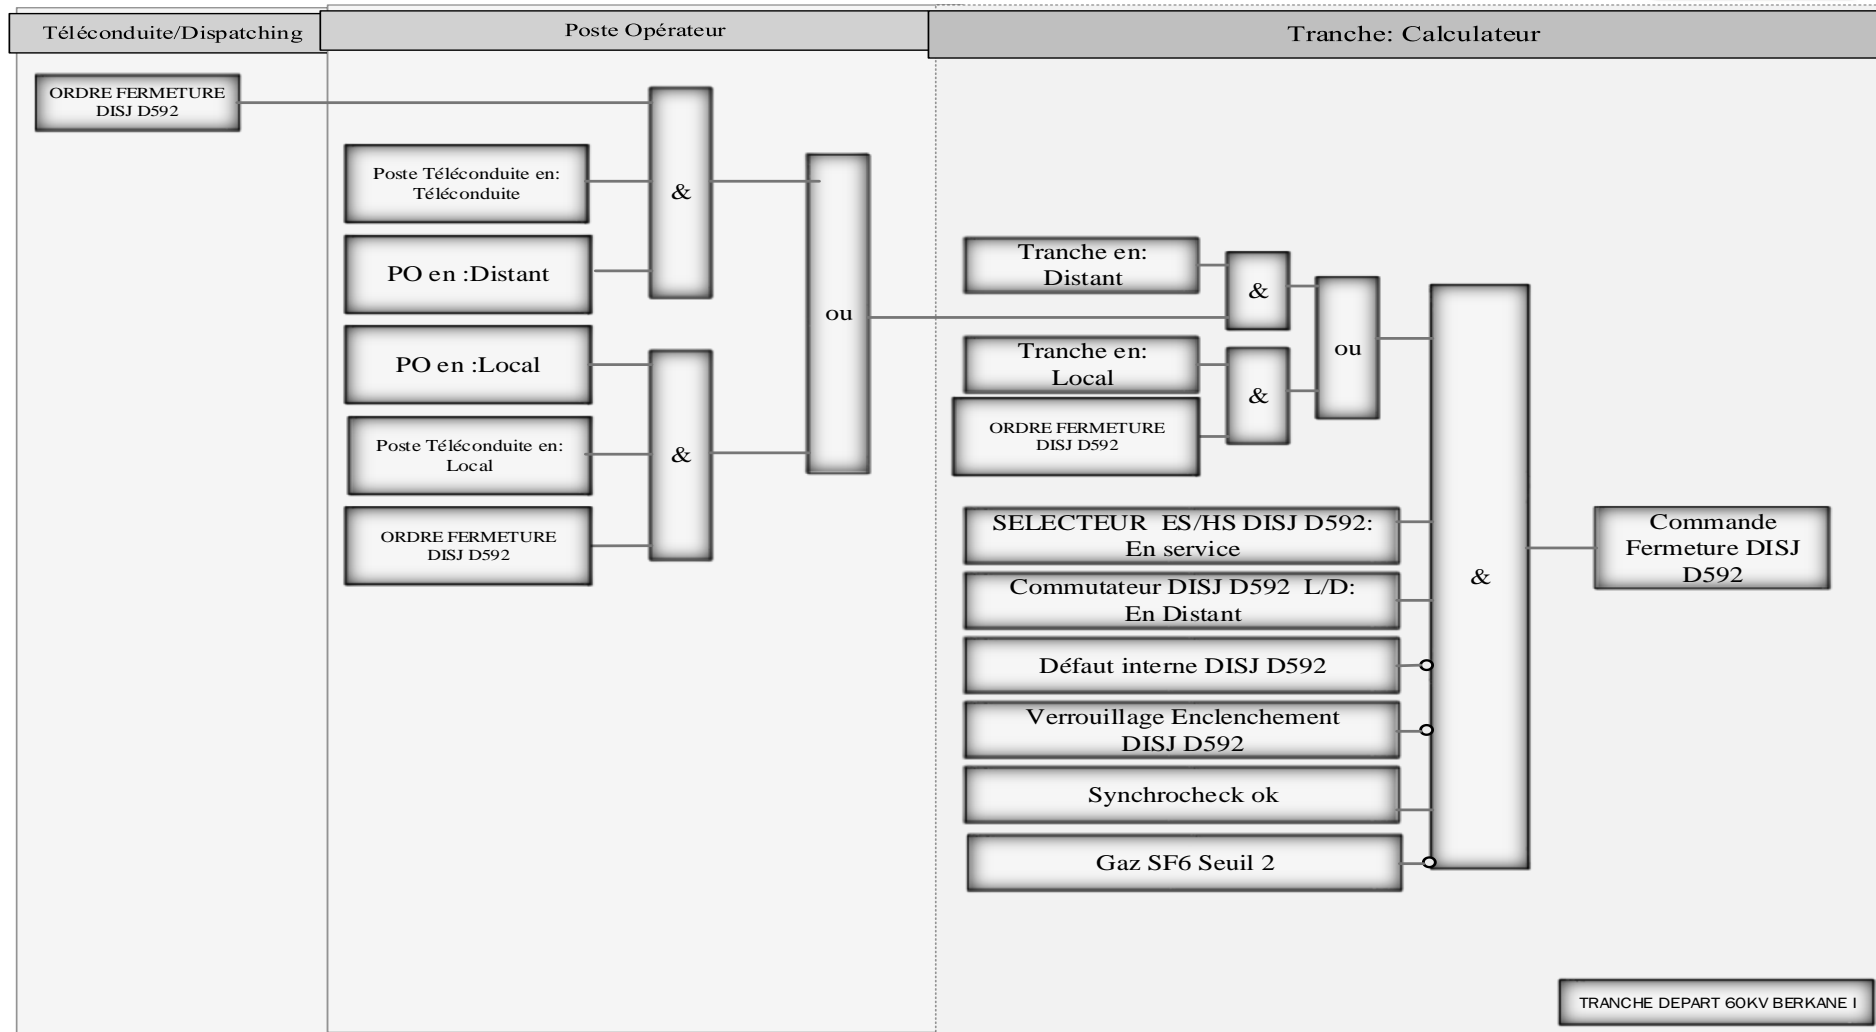 Téléconduite/Dispatching
Poste Opérateur
Tranche: Calculateur
ORDRE FERMETURE
DISJ D592
Poste Téléconduite en:
Téléconduite
PO en :Distant
PO en :Local
Poste Téléconduite en:
Local
ORDRE FERMETURE
DISJ D592
&
&
ou
Tranche en:
Distant
Tranche en:
Local
ORDRE FERMETURE
DISJ D592
&
&
ou
SELECTEUR ES/HS DISJ D592:
En service
Commutateur DISJ D592 L/D:
En Distant
Défaut interne DISJ D592
Verrouillage Enclenchement
DISJ D592
Synchrocheck ok
Gaz SF6 Seuil 2
&
Commande
Fermeture DISJ
D592
TRANCHE DEPART 60KV BERKANE I